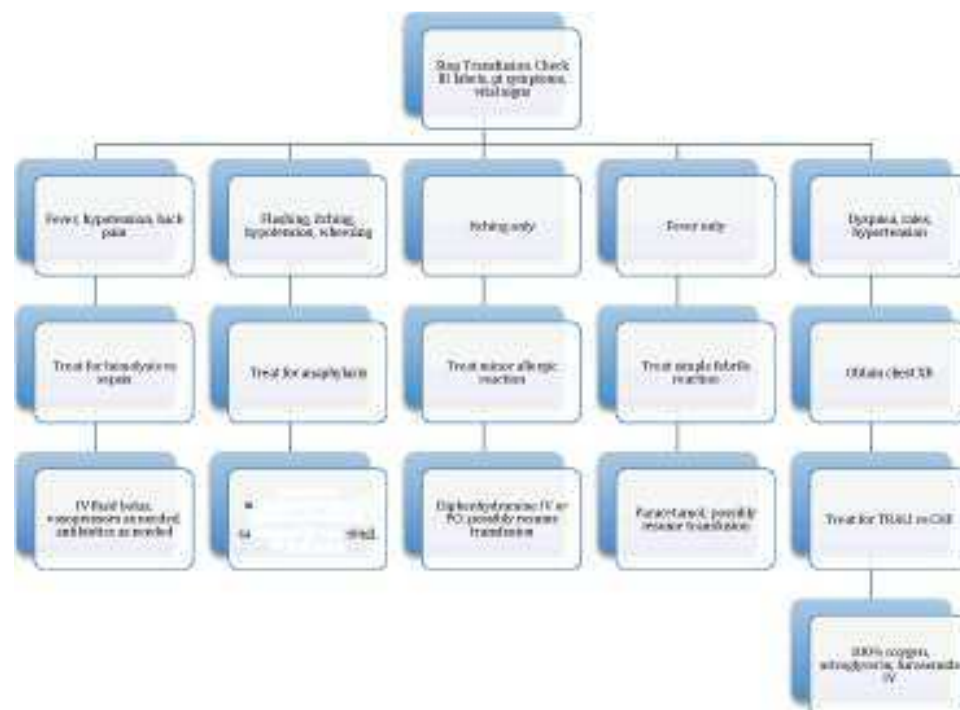 Stop Transfusion. Check
ID labels, pt symptoms,
vital signs
Fever, hypotension, back
pain
Flushing, itching,
hypotension, wheezing
Itching only
Fever only
Dyspnea, rales,
hypertension
Treat for hemolysis vs
sepsis
Treat for anaphylaxis
Treat minor allergic
reaction
Treat simple febrile
reaction
Obtain chest XR
IV fluid bolus,
vasopressors as needed,
antibiotics as needed
Diphenhydramine IV or
PO; possibly resume
transfusion
Paracetamol; possibly
resume transfusion
Treat for TRALI vs CHF
100% oxygen,
nitroglycerin, furosemide
IV